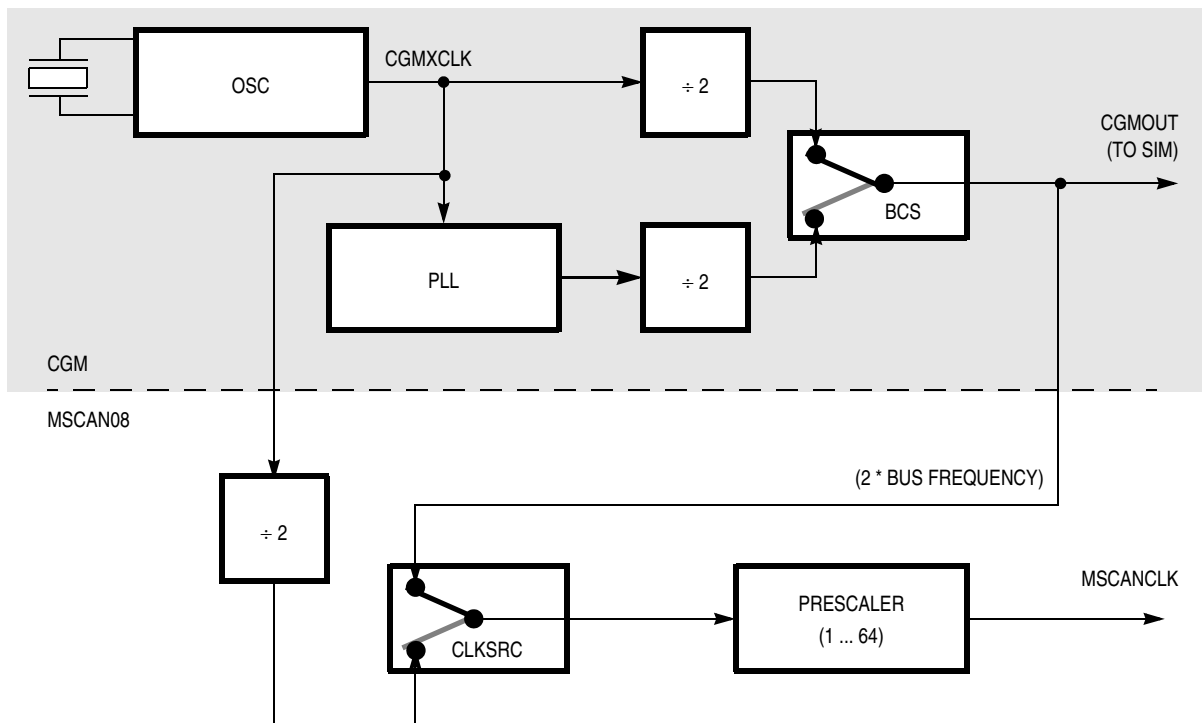 CGMXCLK
OSC
÷ 2
CGMOUT
(TO SIM)
BCS
PLL
÷ 2
CGM
MSCAN08
(2 * BUS FREQUENCY)
÷ 2
MSCANCLK
PRESCALER
(1 ... 64)
CLKSRC